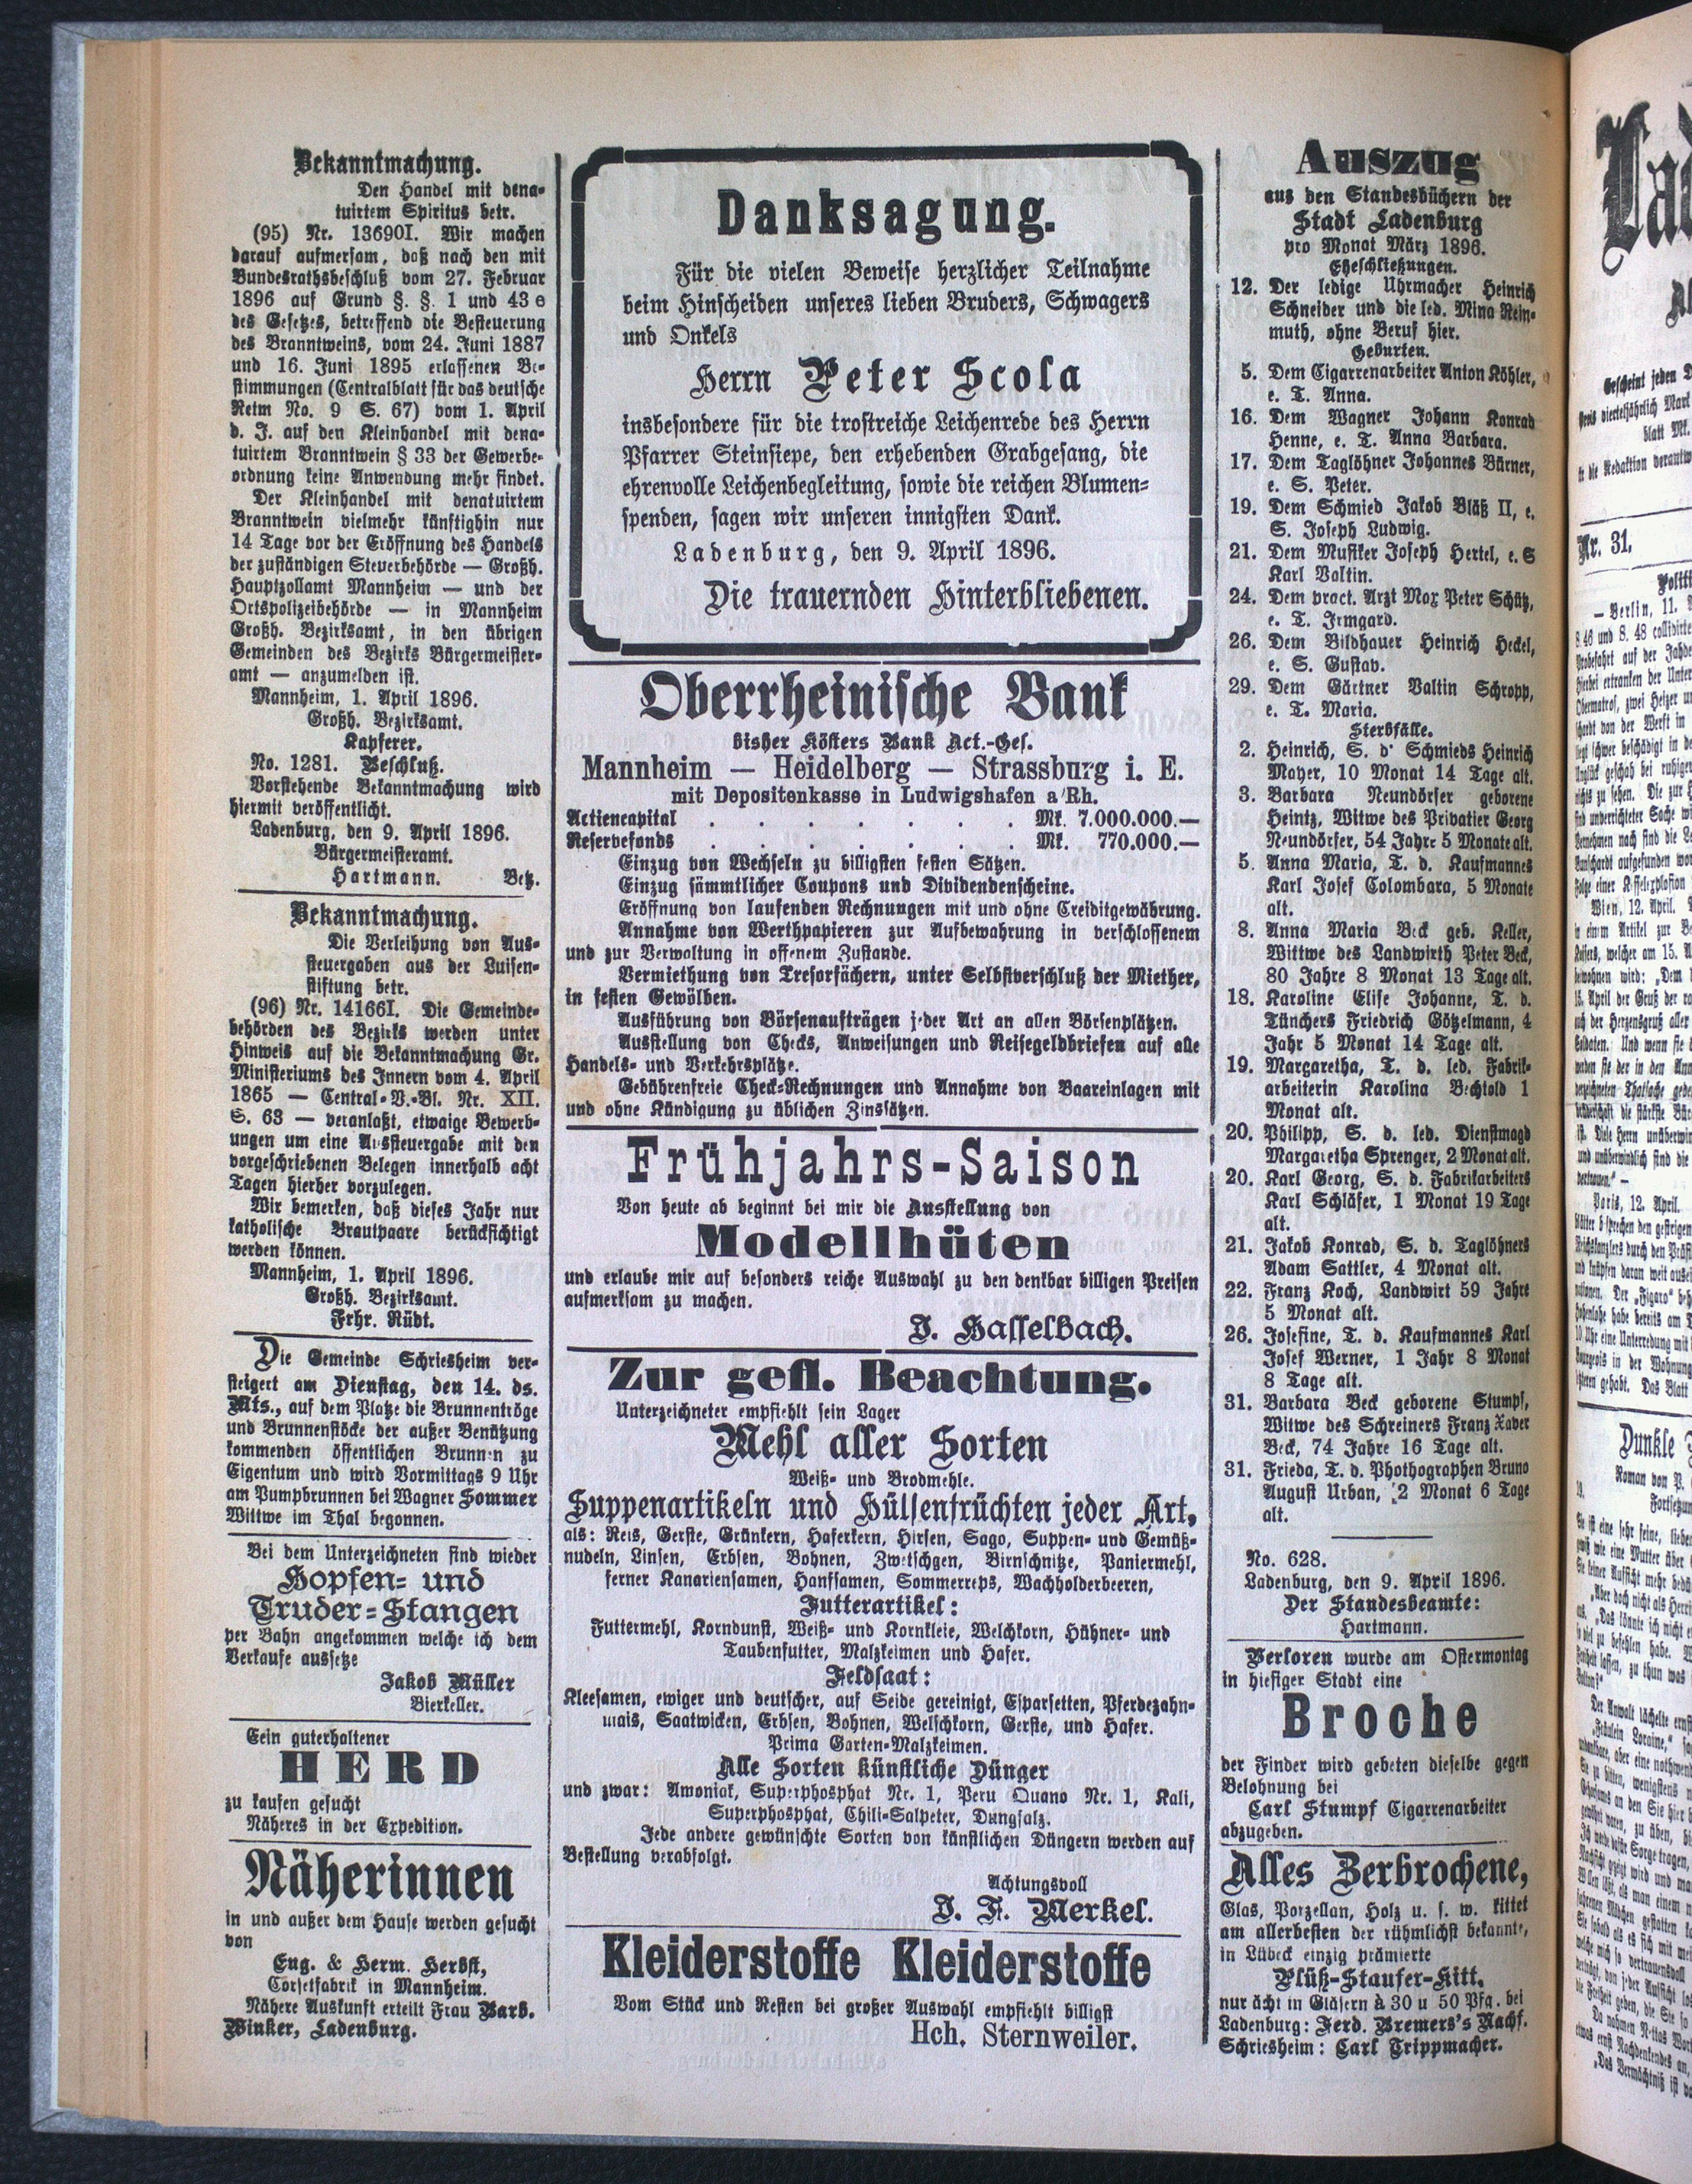 Bekanntmachung.
Den Handel mit dena-
tuirtem Spiritus betr.
(95) Nr. 13690I. Wir machen
darauf aufmerksam, daß nach den mit
Bundesrathsbeschluß vom 27. Februar
1896 auf Grund §. §. 1 und 43 e
des Gesetzes, betreffend die Besteuerung
des Branntweins, vom 24. Juni 1887
und 16. Juni 1895 erlassenen Be-
stimmungen (Centralblatt für das deutsche
Reim No. 9 S. 67) vom 1. April
d. J. auf den Kleinhandel mit dena-
tuirtem Branntwein § 33 der Gewerbe-
ordnung keine Anwendung mehr findet.
Der Kleinhandel mit denatuirtem
Branntwein vielmehr künftighin nur
14 Tage vor der Eröffnung des Handels
der zuständigen Steuerbehörde — Großh.
Hauptzollamt Mannheim — und der
Ortspolizeibehörde — in Mannheim
Großh. Bezirksamt, in den übrigen
Gemeinden des Bezirks Bürgermeister-
amt — anzumelden ist.
Mannheim, 1. April 1896.
Großh. Bezirksamt.
Kapferer.
No. 1281. Beschluß.
Vorstehende Bekanntmachung wird
hiermit veröffentlicht.
Ladenburg, den 9. April 1896.
Bürgermeisteramt.
Hartmann. Betz.
Bekanntmachung.
Die Verleihung von Aus-
steuergaben aus der Luisen-
stiftung betr.
(96) Nr. 14166I. Die Gemeinde-
behörden des Bezirks werden unter
Hinweis auf die Bekanntmachung Gr.
Ministeriums des Innern vom 4. April
1865 — Central-V.-Bl. Nr. XII.
S. 63 — veranlaßt, etwaige Bewerb-
ungen um eine Aussteuergabe mit den
vorgeschriebenen Belegen innerhalb acht
Tagen hierher vorzulegen.
Wir bemerken, daß dieses Jahr nur
katholische Brautpaare berücksichtigt
werden können.
Mannheim, 1. April 1896.
Großh. Bezirksamt.
Frhr. Rüdt.
Die Gemeinde Schriesheim ver-
steigert am Dienstag, den 14. ds.
Mts., auf dem Platze die Brunnentröge
und Brunnenstöcke der außer Benützung
kommenden öffentlichen Brunnen zu
Eigentum und wird Vormittags 9 Uhr
am Pumpbrunnen bei Wagner Sommer
Wittwe im Thal begonnen.
Bei dem Unterzeichneten sind wieder
Hopfen- und
Truder-Stangen
per Bahn angekommen welche ich dem
Verkaufe aussetze
Jakob Müller
Bierkeller.
Eein guterhaltener
HERD
zu kaufen gesucht
Näheres in der Expedition.
Näherinnen
in und außer dem Hause werden gesucht
von
Eug. & Herm. Herbst,
Corsetfabrik in Mannheim.
Nähere Auskunft erteilt Frau Barb.
Winker, Ladenburg.
Danksagung.
Für die vielen Beweise herzlicher Teilnahme
beim Hinscheiden unseres lieben Bruders, Schwagers
und Onkels
Herrn Peter Scola
insbesondere für die trostreiche Leichenrede des Herrn
Pfarrer Steinsiepe, den erhebenden Grabgesang, die
ehrenvolle Leichenbegleitung, sowie die reichen Blumen-
spenden, sagen wir unseren innigsten Dank.
Ladenburg, den 9. April 1896.
Die trauernden Hinterbliebenen.
Oberrheinische Bank
bisher Kösters Bank Act.-Ges.
Mannheim — Heidelberg — Strassburg i. E.
mit Depositenkasse in Ludwigshafen a/Rh.
Actiencapital . . . . . . . Mk. 7.000.000.—
Reservefonds . . . . . . . Mk. 770.000.—
Einzug von Wechseln zu billigsten festen Sätzen.
Einzug sämmtlicher Coupons und Dividendenscheine.
Eröffnung von laufenden Rechnungen mit und ohne Creiditgewährung.
Annahme von Werthpapieren zur Aufbewahrung in verschlossenem
und zur Verwaltung in offenem Zustande.
Vermiethung von Tresorfächern, unter Selbstverschluß der Miether,
in festen Gewölben.
Ausführung von Börsenaufträgen jeder Art an allen Börsenplätzen.
Ausstellung von Checks, Anweisungen und Reisegeldbriefen auf alle
Handels- und Verkehrsplätze.
Gebührenfreie Check-Rechnungen und Annahme von Baareinlagen mit
und ohne Kündigung zu üblichen Zinssätzen.
Frühjahrs-Saison
Von heute ab beginnt bei mir die Ausstellung von
Modellhüten
und erlaube mir auf besonders reiche Auswahl zu den denkbar billigen Preisen
aufmerksam zu machen.
J. Hasselbach.
Zur gefl. Beachtung.
Unterzeichneter empfiehlt sein Lager
Mehl aller Sorten
Weiß- und Brodmehle.
Suppenartikeln und Hülsenfrüchten jeder Art,
als: Reis, Gerste, Grünkern, Haferkern, Hirsen, Sago, Suppen- und Gemüß-
nudeln, Linsen, Erbsen, Bohnen, Zwetschgen, Birnschnitze, Paniermehl,
ferner Kanariensamen, Hanfsamen, Sommerreps, Wachholderbeeren,
Futterartikel:
Futtermehl, Korndunst, Weiß- und Kornkleie, Welchkorn, Hühner- und
Taubenfutter, Malzkeimen und Hafer.
Feldsaat:
Kleesamen, ewiger und deutscher, auf Seide gereinigt, Esparsetten, Pferdezahn-
mais, Saatwicken, Erbsen, Bohnen, Welschkorn, Gerste, und Hafer.
Prima Garten-Malzkeimen.
Alle Sorten künstliche Dünger
und zwar: Amoniak, Superphosphat Nr. 1, Peru Quano Nr. 1, Kali,
Superphosphat, Chili-Salpeter, Dungsalz.
Jede andere gewünschte Sorten von künstlichen Düngern werden auf
Bestellung verabfolgt.
Achtungsvoll
J. F. Merkel.
Kleiderstoffe Kleiderstoffe
Vom Stück und Resten bei großer Auswahl empfiehlt billigst
Hch. Sternweiler.
Auszug
aus den Standesbüchern der
Stadt Ladenburg
pro Monat März 1896.
Eheschließungen.
12. Der ledige Uhrmacher Heinrich
Schneider und die led. Mina Rein-
muth, ohne Beruf hier.
Geburten.
5. Dem Cigarrenarbeiter Anton Köhler,
e. T. Anna.
16. Dem Wagner Johann Konrad
Henne, e. T. Anna Barbara.
17. Dem Taglöhner Johannes Bürner,
e. S. Peter.
19. Dem Schmied Jakob Bläß II, e.
S. Joseph Ludwig.
21. Dem Musiker Joseph Hertel, e. S
Karl Valtin.
24. Dem pract. Arzt Max Peter Schütz,
e. T. Irmgard.
26. Dem Bildhauer Heinrich Heckel,
e. S. Gustav.
29. Dem Gärtner Valtin Schropp,
e. T. Maria.
Sterbfälle.
2. Heinrich, S. d. Schmieds Heinrich
Mayer, 10 Monat 14 Tage alt.
3. Barbara Neundörfer geborene
Heintz, Witwe des Privatier Georg
Neundörfer, 54 Jahre 5 Monate alt.
5. Anna Maria, T. d. Kaufmannes
Karl Josef Colombara, 5 Monate
alt.
8. Anna Maria Beck geb. Keller,
Wittwe des Landwirth Peter Beck,
80 Jahre 8 Monat 13 Tage alt.
18. Karoline Elise Johanne, T. d.
Tünchers Friedrich Götzelmann, 4
Jahr 5 Monat 14 Tage alt.
19. Margaretha, T. d. led. Fabrik-
arbeiterin Karolina Bechtold 1
Monat alt.
20. Philipp, S. d. led. Dienstmagd
Margaretha Sprenger, 2 Monat alt.
20. Karl Georg, S. d. Fabrikarbeiters
Karl Schläfer, 1 Monat 19 Tage
alt.
21. Jakob Konrad, S. d. Taglöhners
Adam Sattler, 4 Monat alt.
22. Franz Koch, Landwirt 59 Jahre
5 Monat alt.
26. Josefine, T. d. Kaufmannes Karl
Josef Werner, 1 Jahr 8 Monat
8 Tage alt.
31. Barbara Beck geborene Stumpf,
Witwe des Schreiners Franz Xaver
Beck, 74 Jahre 16 Tage alt.
31. Frieda, T. d. Phothographen Bruno
August Urban, 2 Monat 6 Tage
alt.
No. 628.
Ladenburg, den 9. April 1896.
Der Standesbeamte:
Hartmann.
Verloren wurde am Ostermontag
in hiesiger Stadt eine
Broche
der Finder wird gebeten dieselbe gegen
Belohnung bei
Carl Stumpf Cigarrenarbeiter
abzugeben.
Alles Zerbrochene,
Glas, Porzellan, Holz u. s. w. kittet
am allerbesten der rühmlichst bekannte,
in Lübeck einzig prämierte
Plüß-Staufer-Kitt,
nur ächt in Gläsern à 30 u 50 Pfg. bei
Ladenburg: Ferd. Bremers's Nachf.
Schriesheim: Carl Trippmacher.
Lad
Erscheint jeden
Preis vierteljährlich Mark
blatt Mk.
Nr. 31.
— Berlin, 11.
S 46 und S. 48
Wien, 12. April.
Paris, 12. April.
Dunkle
Roman von P.